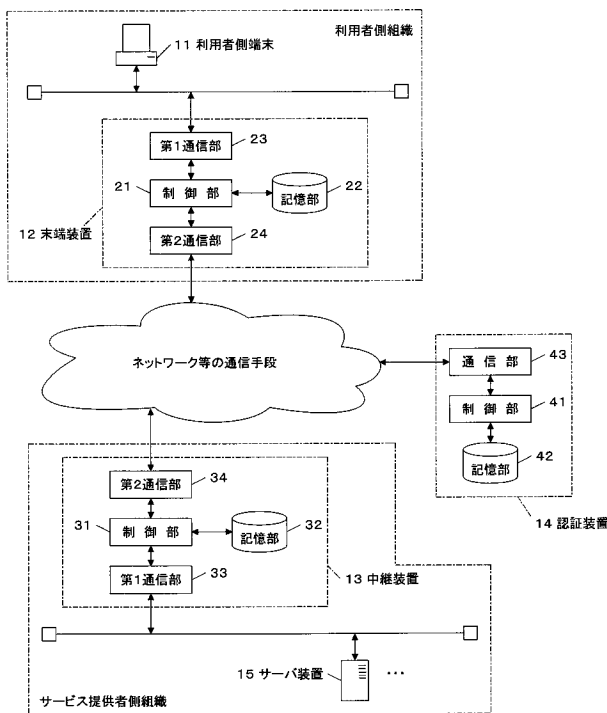 利用者側組織
11 利用者側端末
第1通信部 23
21 制御部 記憶部 22
第2通信部 24
12 末端装置
ネットワーク等の通信手段
通信部 43
制御部 41
記憶部 42
14 認証装置
第2通信部 34
31 制御部 記憶部 32
第1通信部 33
13 中継装置
15 サーバ装置 ···
サービス提供者側組織